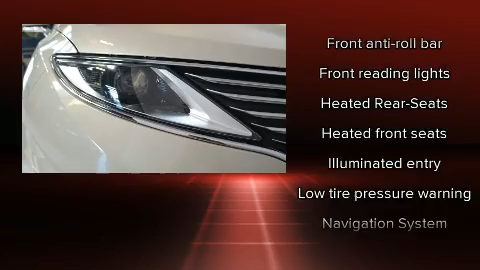 Front anti-roll bar
Front reading lights
Heated Rear-Seats
Heated front seats
Illuminated entry
Low tire pressure warning
Navigation System